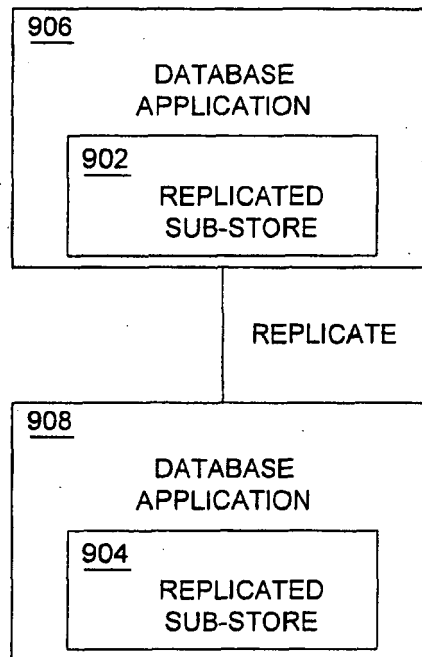 906
DATABASE
APPLICATION
902
REPLICATED
SUB-STORE
REPLICATE
908
DATABASE
APPLICATION
904
REPLICATED
SUB-STORE